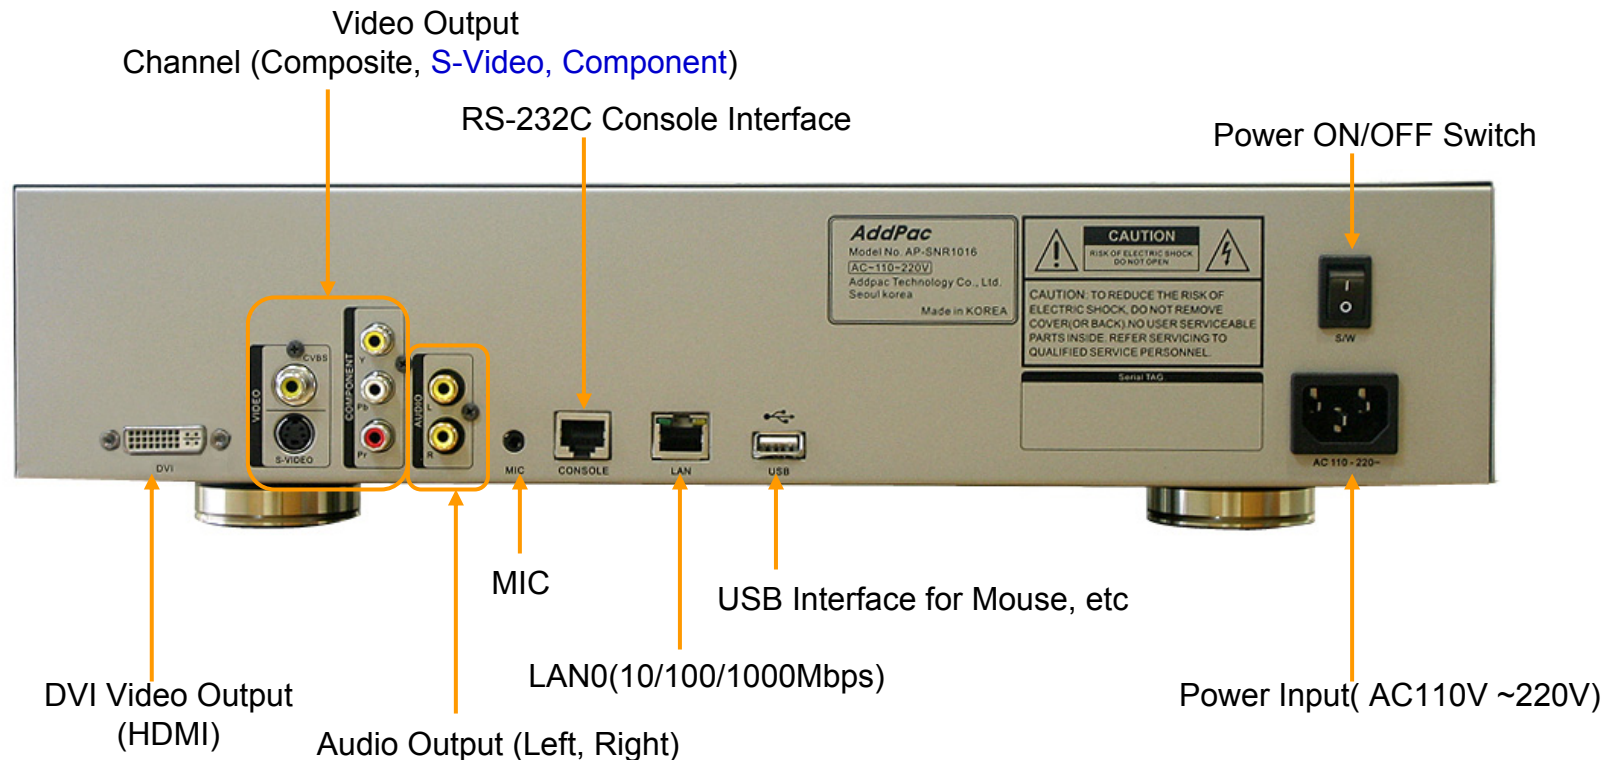 Video Output
Channel (Composite, S-Video, Component)
RS-232C Console Interface
Power ON/OFF Switch
AddPac
Model No. AP-SNR1016
AC~110~220V
Addpac Technology Co., Ltd.
Seoul korea
Made in KOREA
CAUTION
RISK OF ELECTRIC SHOCK
DO NOT OPEN
CAUTION: TO REDUCE THE RISK OF
ELECTRIC SHOCK, DO NOT REMOVE
COVER(OR BACK). NO USER SERVICEABLE
PARTS INSIDE. REFER SERVICING TO
QUALIFIED SERVICE PERSONNEL.
Serial TAG
I
O
S/W
AC 110 - 220~
VIDEO
CVBS
S-VIDEO
COMPONENT
Y
Pb
Pr
AUDIO
L
R
DVI
MIC
CONSOLE
LAN
USB
MIC
USB Interface for Mouse, etc
LAN0(10/100/1000Mbps)
DVI Video Output
(HDMI)
Audio Output (Left, Right)
Power Input( AC110V ~220V)